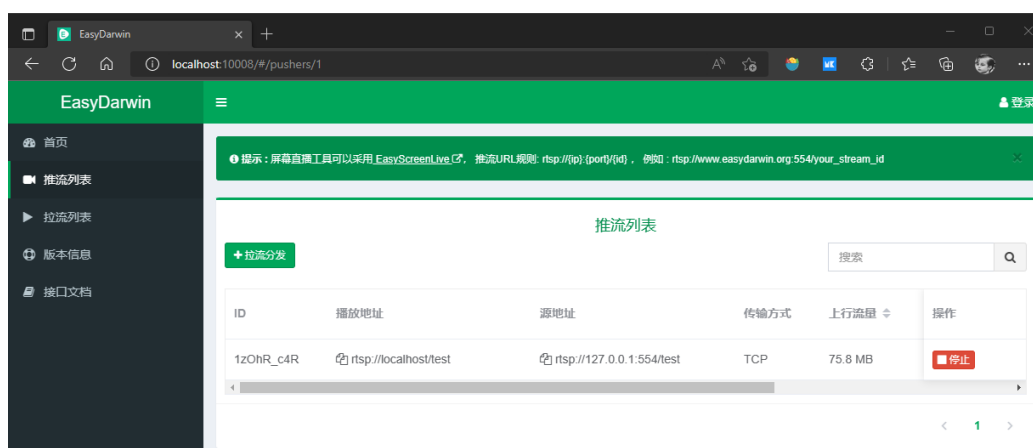 EasyDarwin
localhost:10008/#/pushers/1
EasyDarwin
登录
首页
推流列表
拉流列表
版本信息
接口文档
提示 : 屏幕直播工具可以采用 EasyScreenLive, 推流URL规则: rtsp://{ip}:{port}/{id} , 例如 : rtsp://www.easydarwin.org:554/your_stream_id
推流列表
拉流分发
搜索
ID 播放地址 源地址 传输方式 上行流量 操作
1zOhR_c4R rtsp://localhost/test rtsp://127.0.0.1:554/test TCP 75.8 MB 停止
1